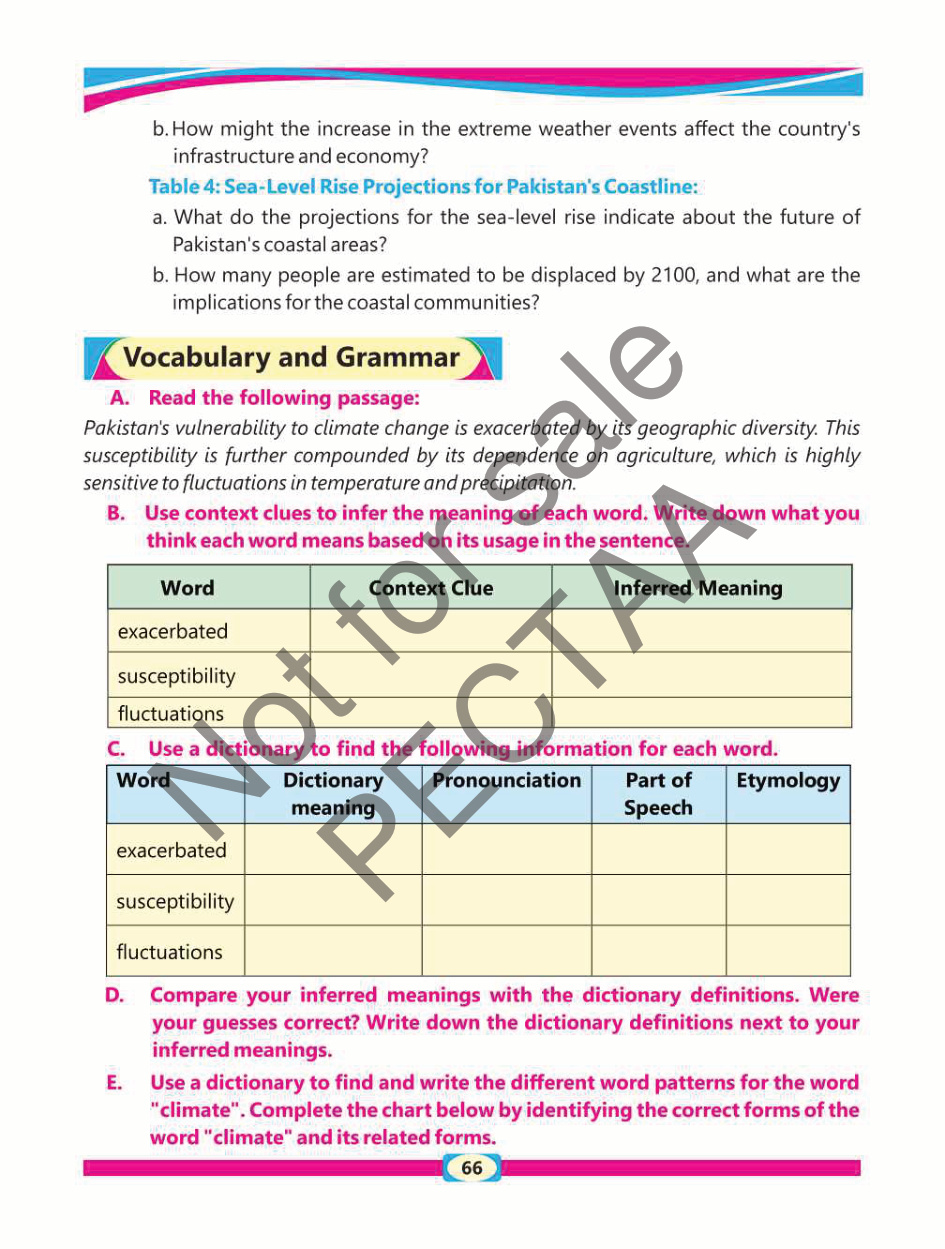 b. How might the increase in the extreme weather events affect the country's
infrastructure and economy?
Table 4: Sea-Level Rise Projections for Pakistan's Coastline:
a. What do the projections for the sea-level rise indicate about the future of
Pakistan's coastal areas?
b. How many people are estimated to be displaced by 2100, and what are the
implications for the coastal communities?
Vocabulary and Grammar
A. Read the following passage:
Pakistan's vulnerability to climate change is exacerbated by its geographic diversity. This
susceptibility is further compounded by its dependence on agriculture, which is highly
sensitive to fluctuations in temperature and precipitation.
B. Use context clues to infer the meaning of each word. Write down what you
think each word means based on its usage in the sentence.
Word Context Clue Inferred Meaning
exacerbated
susceptibility
fluctuations
C. Use a dictionary to find the following information for each word.
Word Dictionary Pronounciation Part of Etymology
meaning Speech
exacerbated
susceptibility
fluctuations
D. Compare your inferred meanings with the dictionary definitions. Were
your guesses correct? Write down the dictionary definitions next to your
inferred meanings.
E. Use a dictionary to find and write the different word patterns for the word
"climate". Complete the chart below by identifying the correct forms of the
word "climate" and its related forms.
66
Not for sale
PECTAA